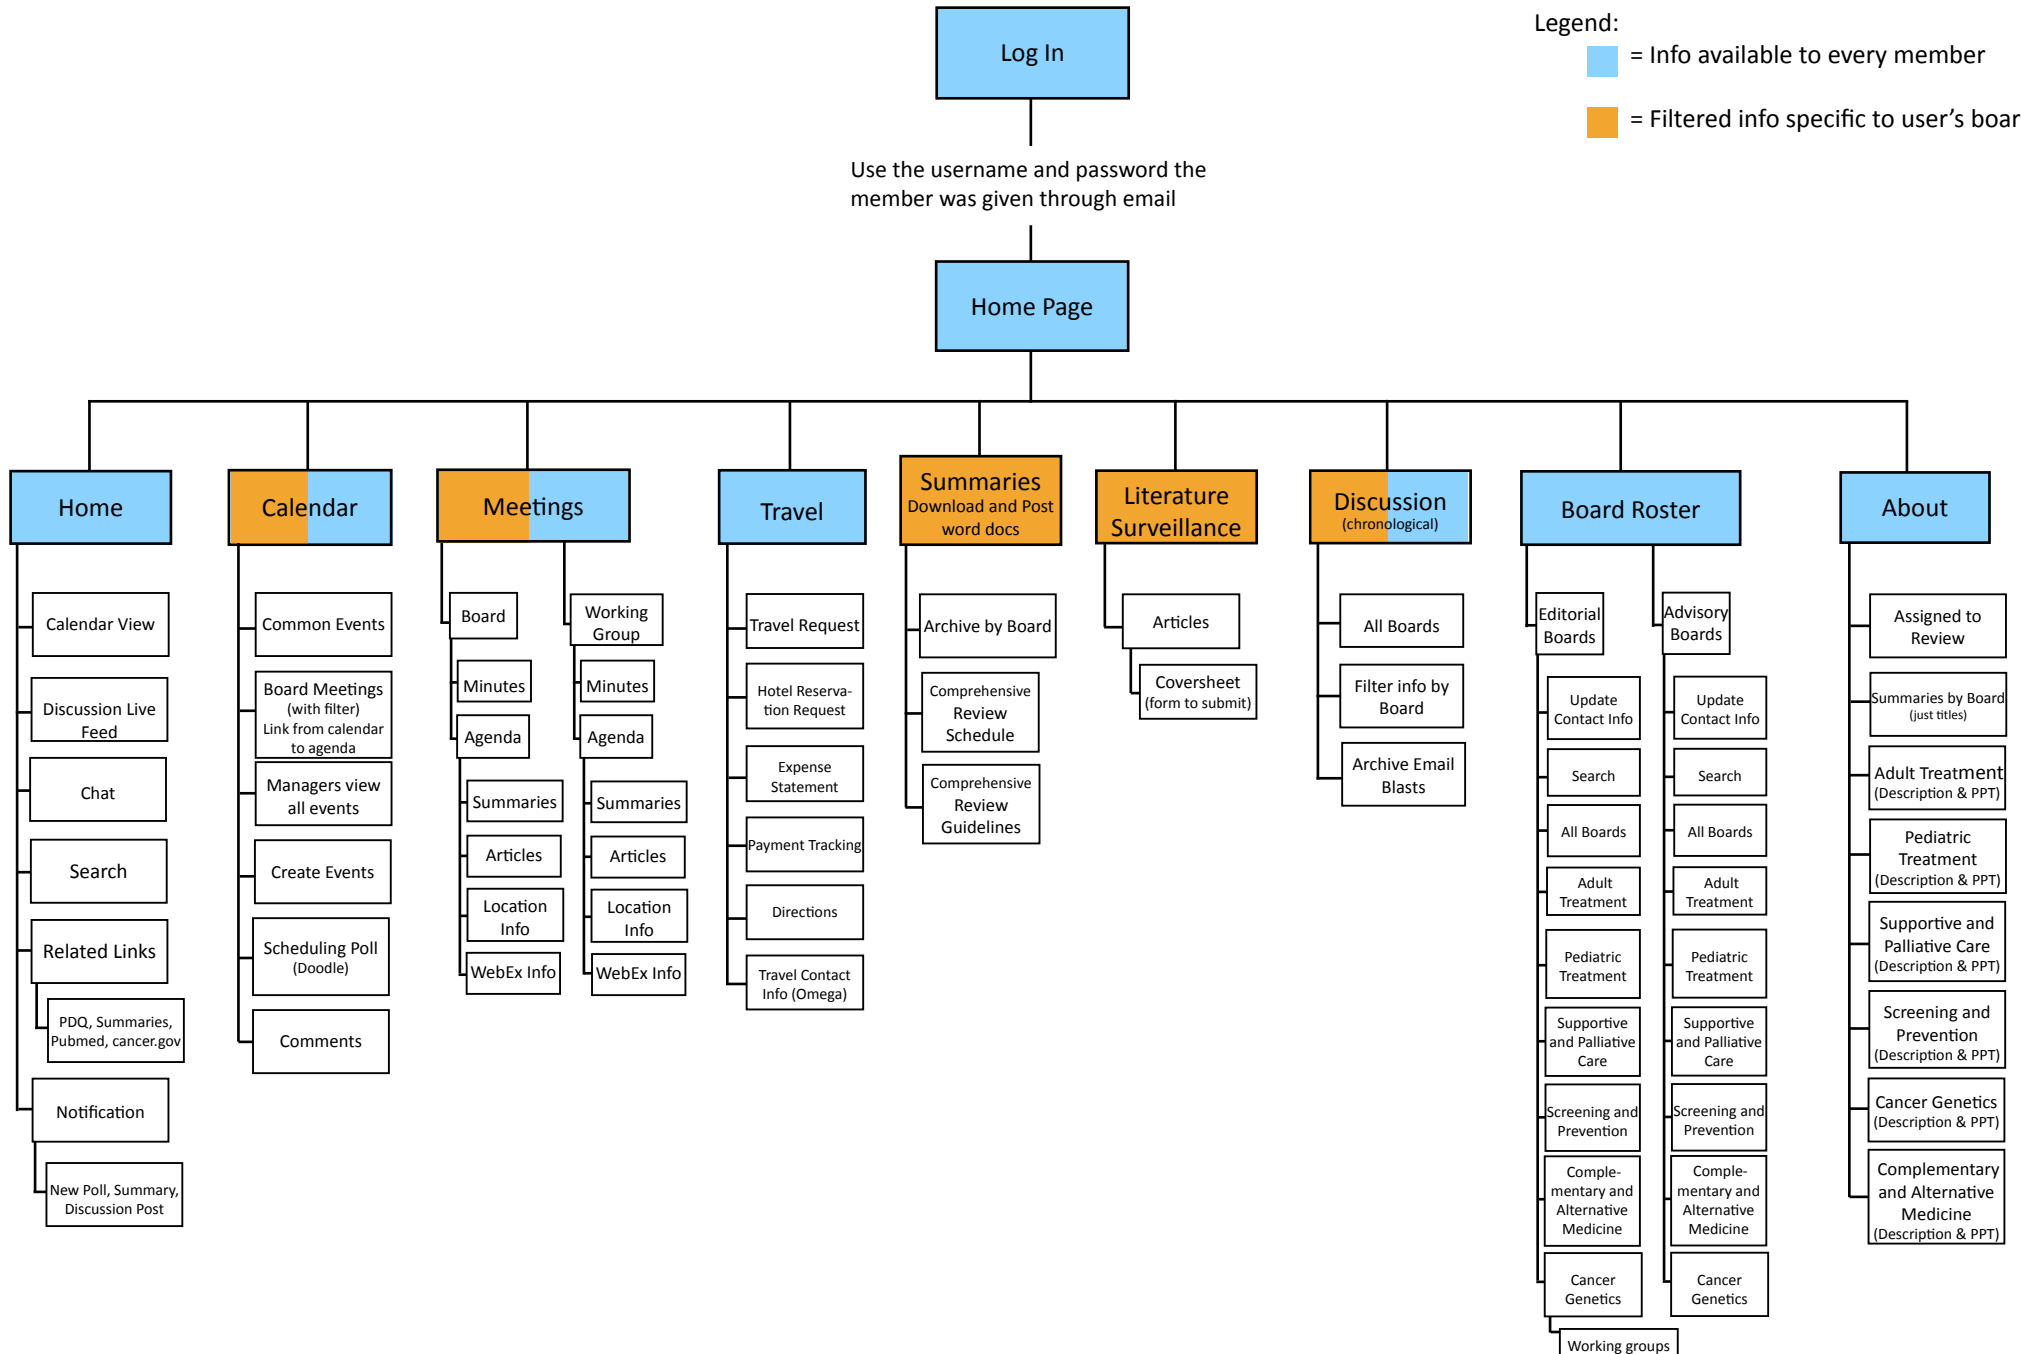 Log In
Legend:
= Info available to every member
= Filtered info specific to user's boar
Use the username and password the
member was given through email
Home Page
Home
Calendar View
Discussion Live
Feed
Chat
Search
Related Links
PDQ, Summaries,
Pubmed, cancer.gov
Notification
New Poll, Summary,
Discussion Post
Calendar
Common Events
Board Meetings
(with filter)
Link from calendar
to agenda
Managers view
all events
Create Events
Scheduling Poll
(Doodle)
Comments
Meetings
Board
Minutes
Agenda
Summaries
Articles
Location
Info
WebEx Info
Working
Group
Minutes
Agenda
Summaries
Articles
Location
Info
WebEx Info
Travel
Travel Request
Hotel Reserva-
tion Request
Expense
Statement
Payment Tracking
Directions
Travel Contact
Info (Omega)
Summaries
Download and Post
word docs
Archive by Board
Comprehensive
Review
Schedule
Comprehensive
Review
Guidelines
Literature
Surveillance
Articles
Coversheet
(form to submit)
Discussion
(chronological)
All Boards
Filter info by
Board
Archive Email
Blasts
Board Roster
Editorial
Boards
Update
Contact Info
Search
All Boards
Adult
Treatment
Pediatric
Treatment
Supportive
and Palliative
Care
Screening and
Prevention
Comple-
mentary and
Alternative
Medicine
Cancer
Genetics
Working groups
Advisory
Boards
Update
Contact Info
Search
All Boards
Adult
Treatment
Pediatric
Treatment
Supportive
and Palliative
Care
Screening and
Prevention
Comple-
mentary and
Alternative
Medicine
Cancer
Genetics
About
Assigned to
Review
Summaries by Board
(just titles)
Adult Treatment
(Description & PPT)
Pediatric
Treatment
(Description & PPT)
Supportive and
Palliative Care
(Description & PPT)
Screening and
Prevention
(Description & PPT)
Cancer Genetics
(Description & PPT)
Complementary
and Alternative
Medicine
(Description & PPT)